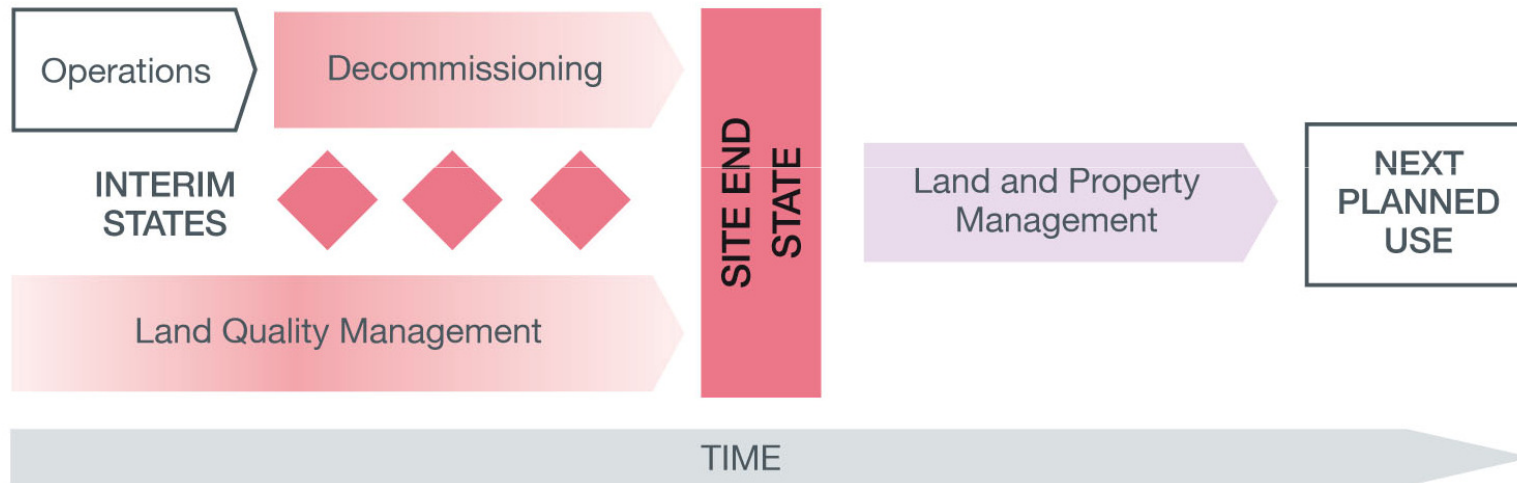 Operations
Decommissioning
INTERIM
STATES
SITE END
STATE
Land and Property
Management
NEXT
PLANNED
USE
Land Quality Management
TIME